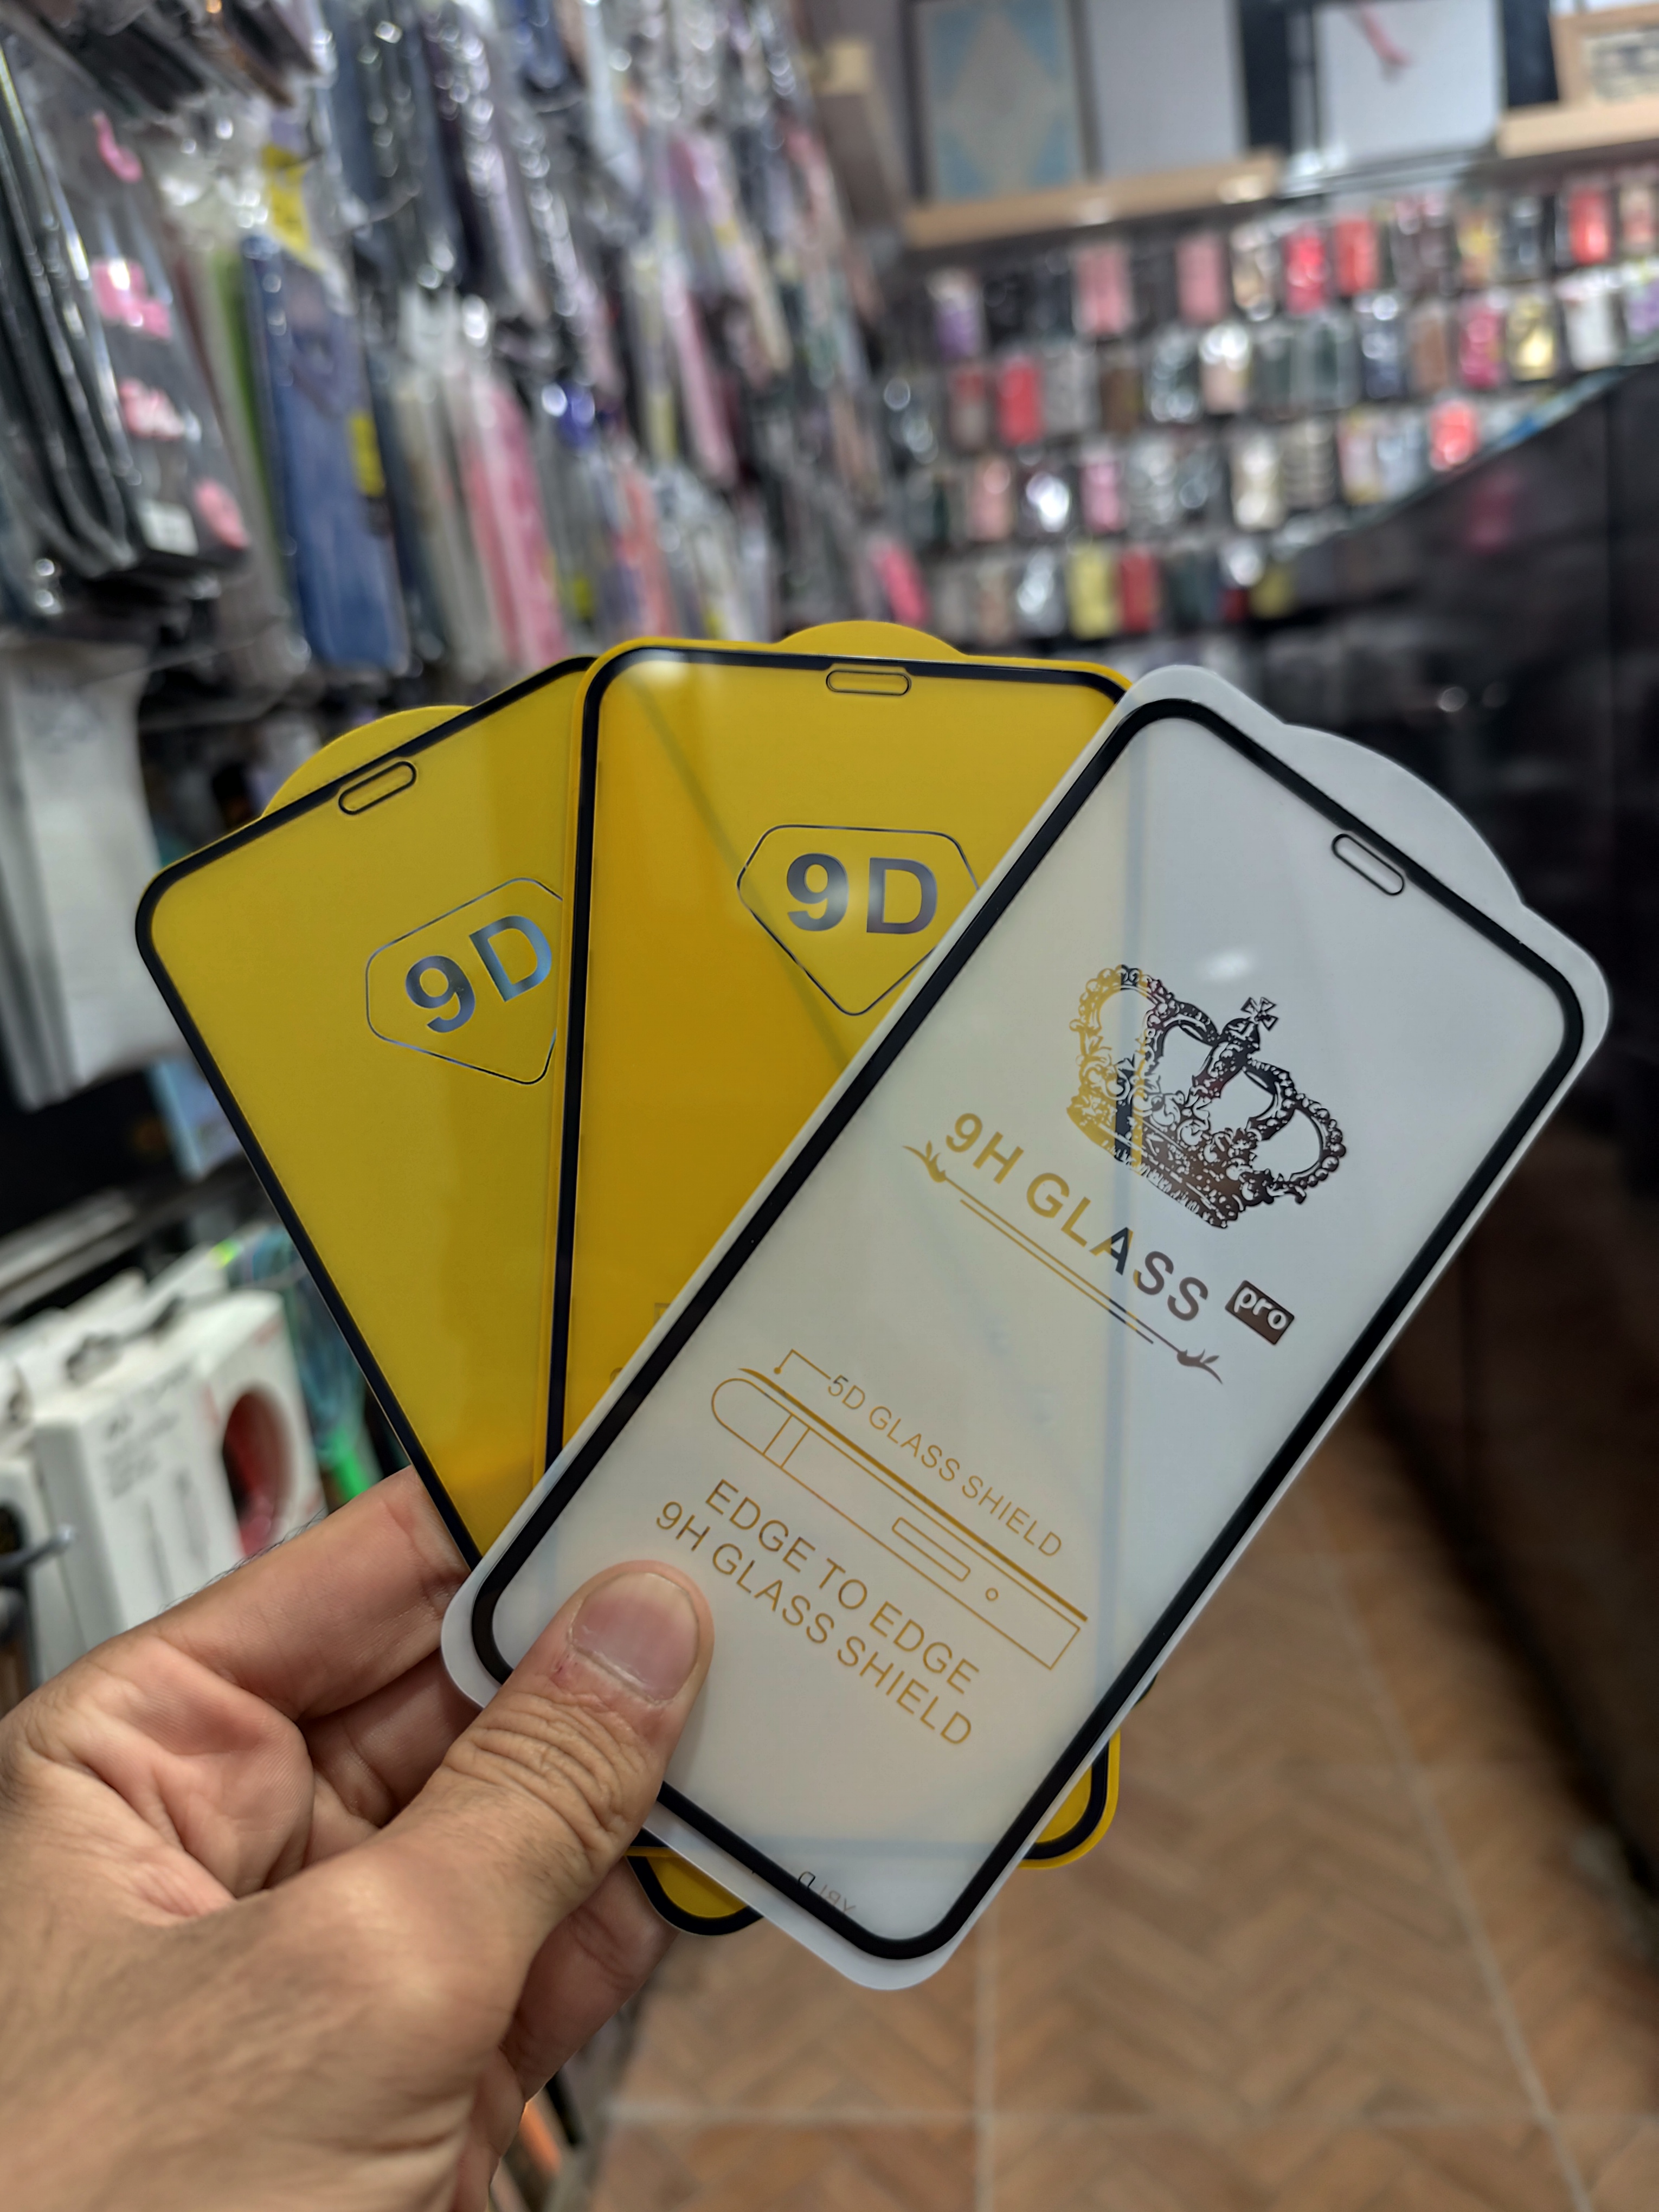 9D
9D
9H GLASS
pro
5D GLASS SHIELD
EDGE TO EDGE
9H GLASS SHIELD